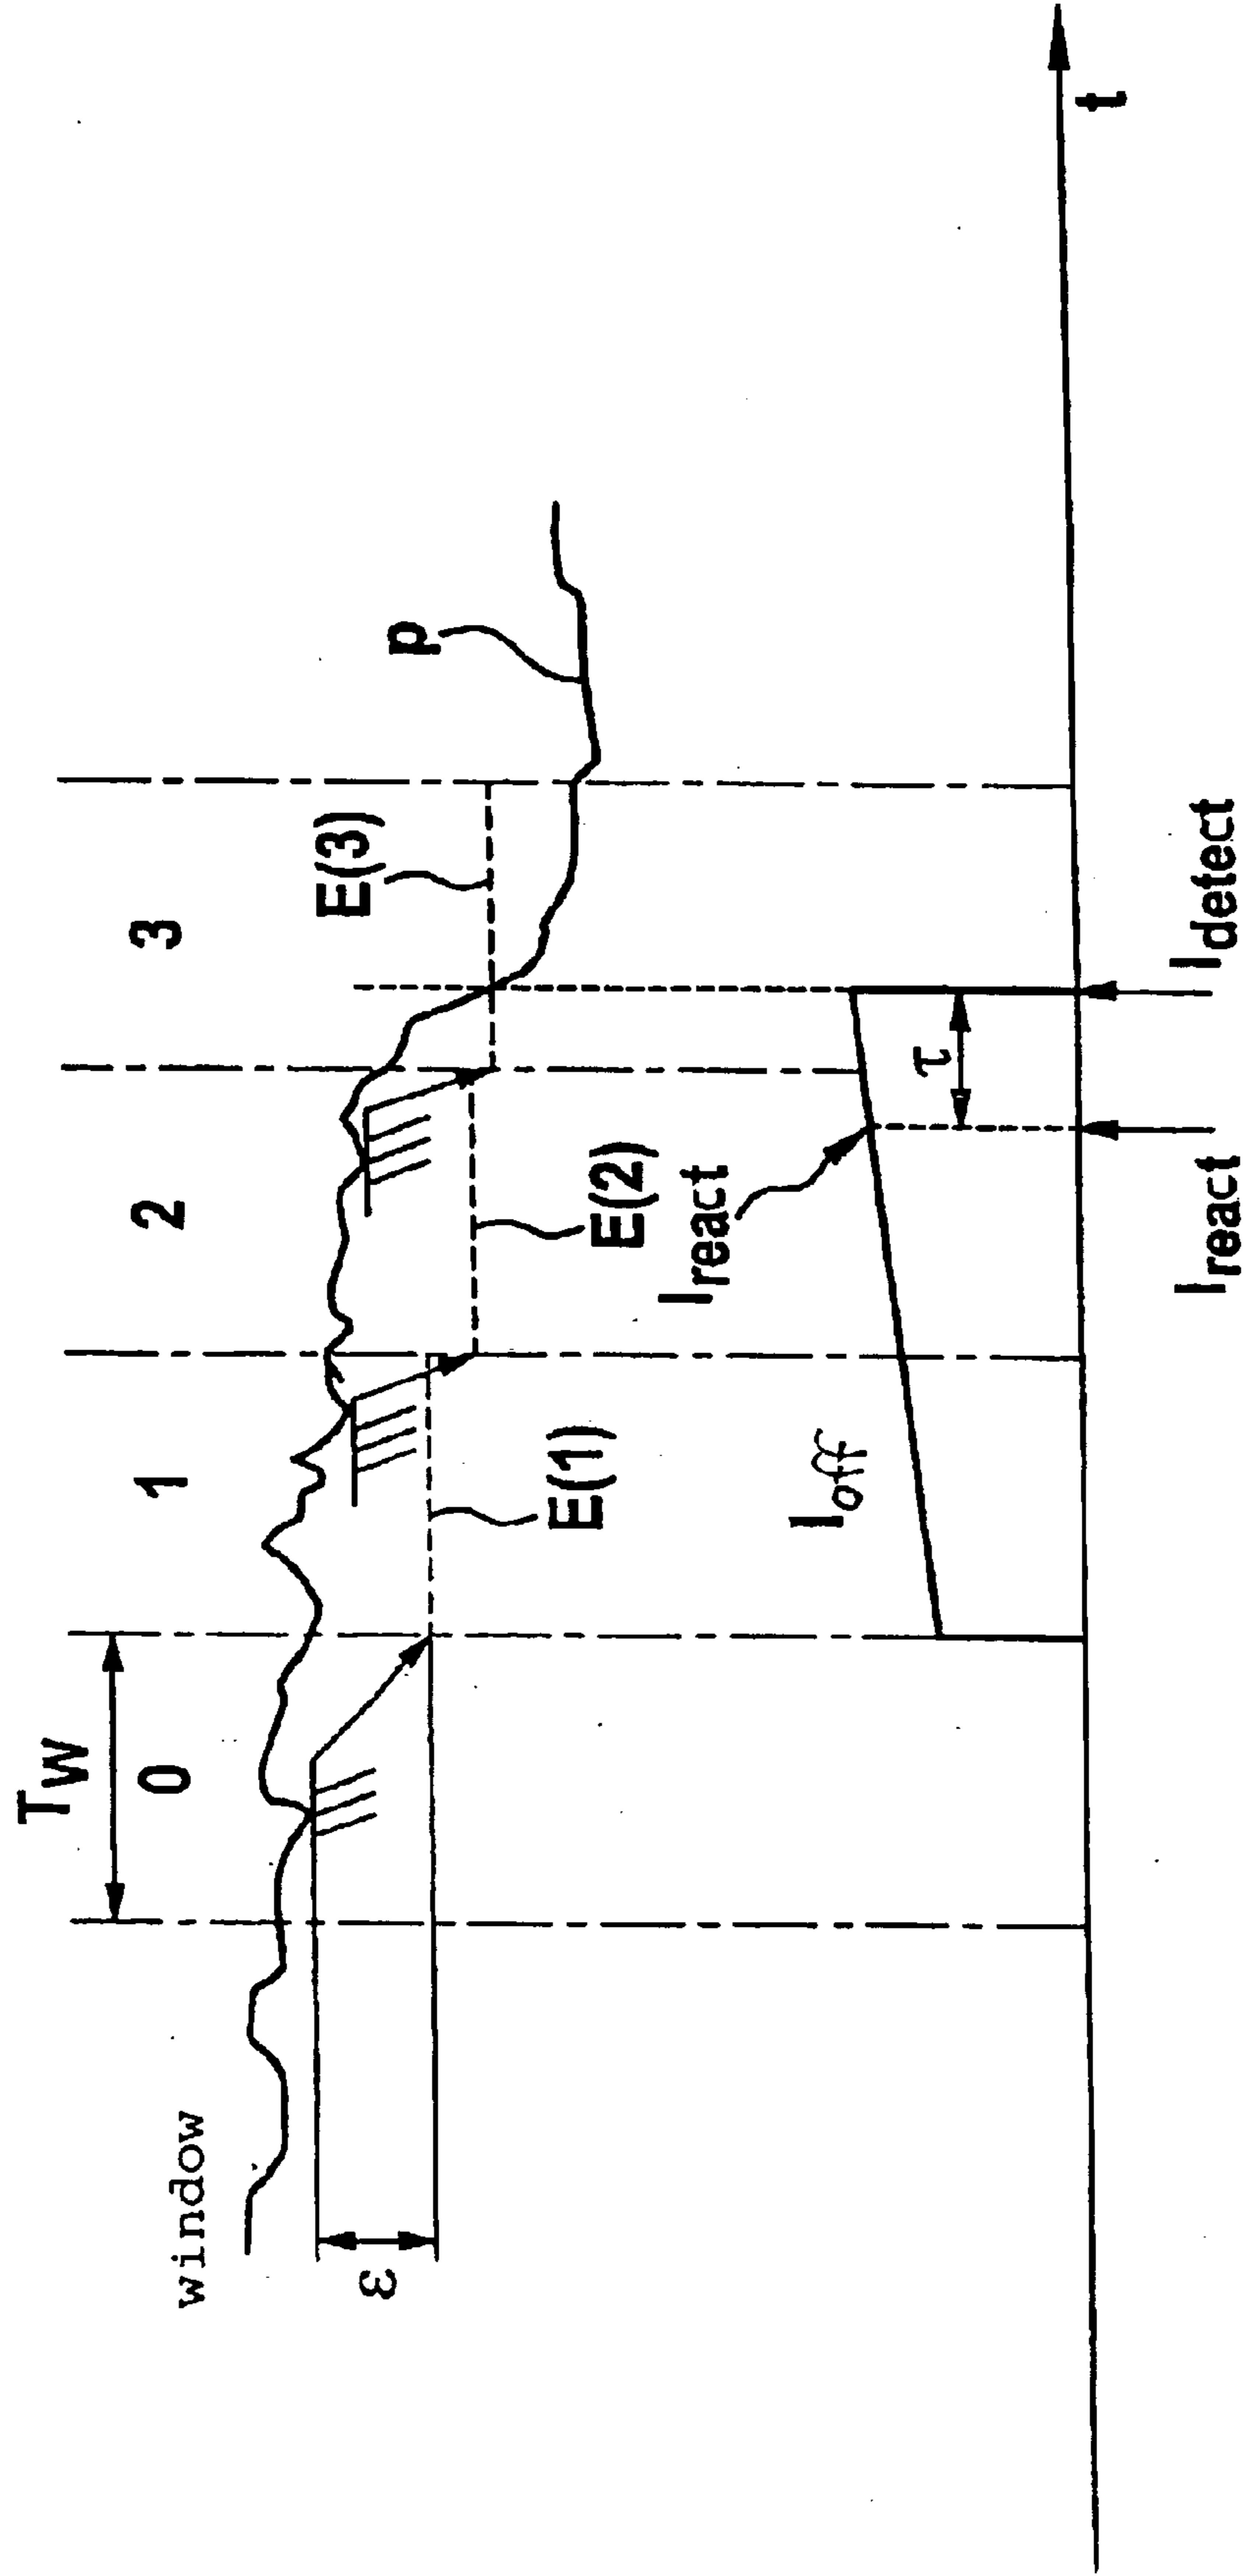 T_W
window
0
1
2
3
ε
E(1)
E(2)
E(3)
p
I_off
I_react
τ
I_react
I_detect
t